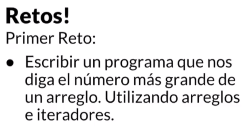 Retos!
Primer Reto:
● Escribir un programa que nos
diga el número más grande de
un arreglo. Utilizando arreglos
e iteradores.